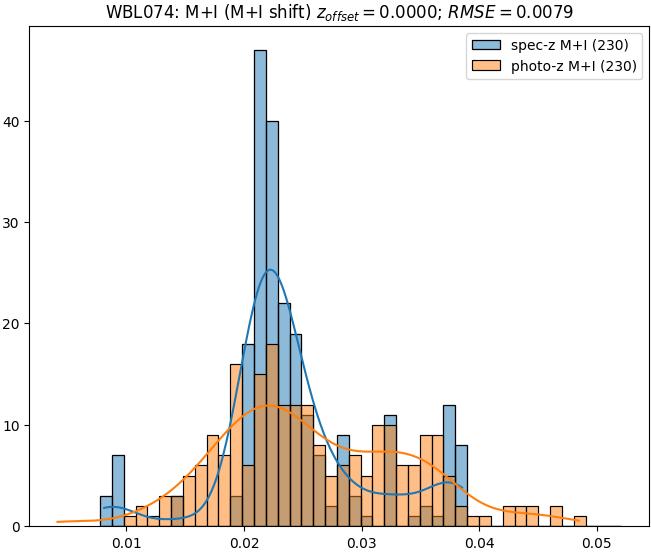 WBL074: M+I (M+I shift) z_offset = 0.0000; RMSE = 0.0079
spec-z M+I (230)
photo-z M+I (230)
40
30
20
10
0
0.01 0.02 0.03 0.04 0.05